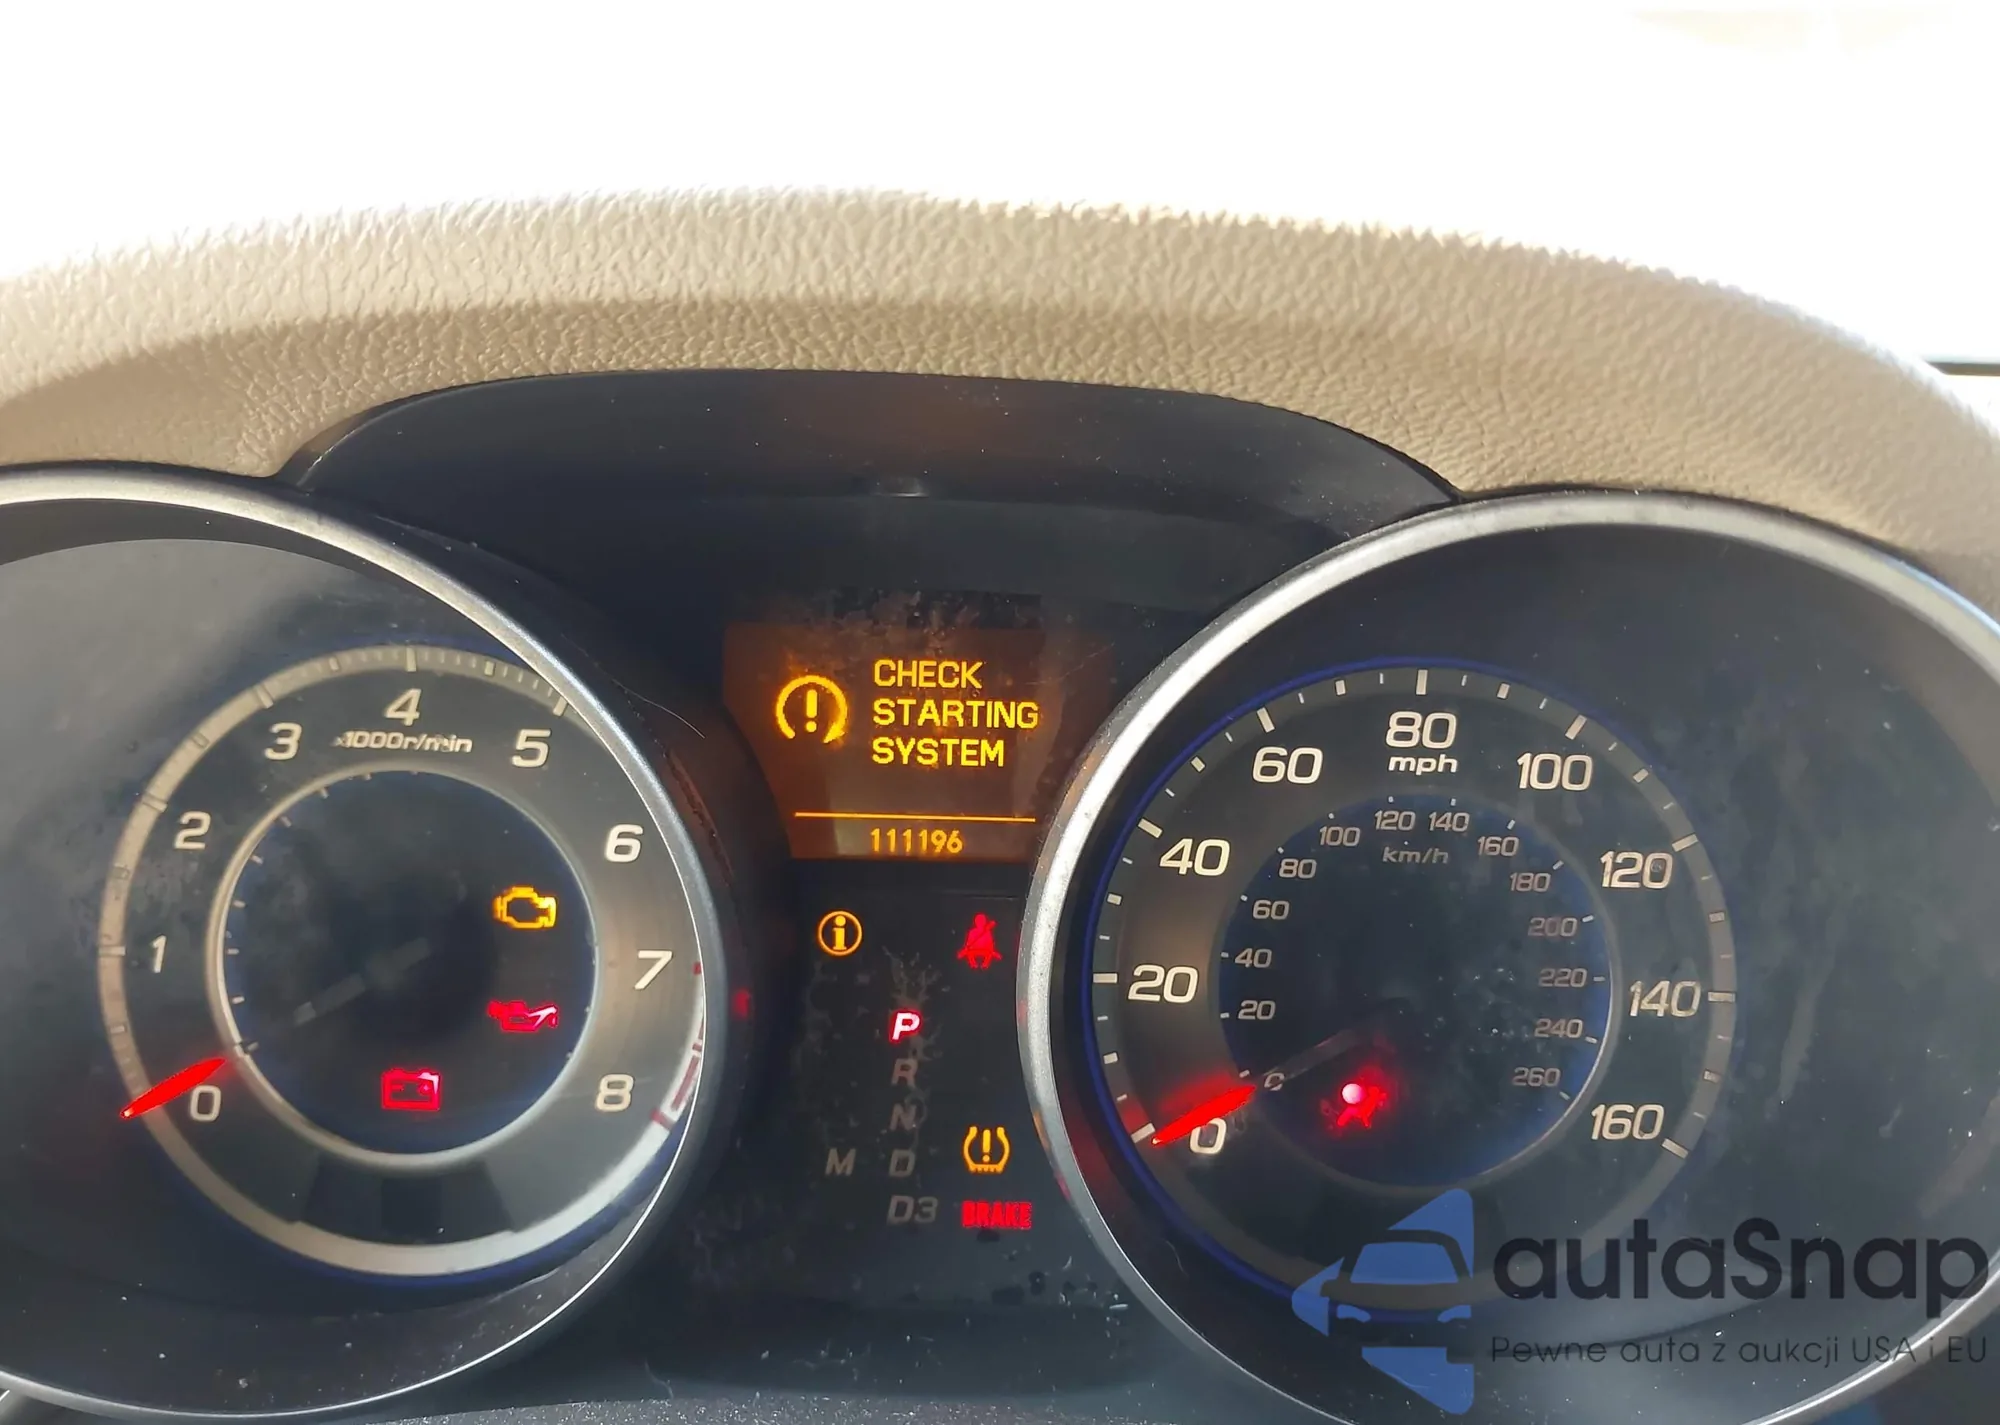 CHECK
STARTING
SYSTEM
111196
0
1
2
3
4
5
6
7
8
x1000r/min
0
20
40
60
80
100
120
140
160
mph
0
20
40
60
80
100
120
140
160
180
200
220
240
260
km/h
P
R
N
M D
D3
BRAKE
autaSnap
Pewne auta z aukcji USA i EU